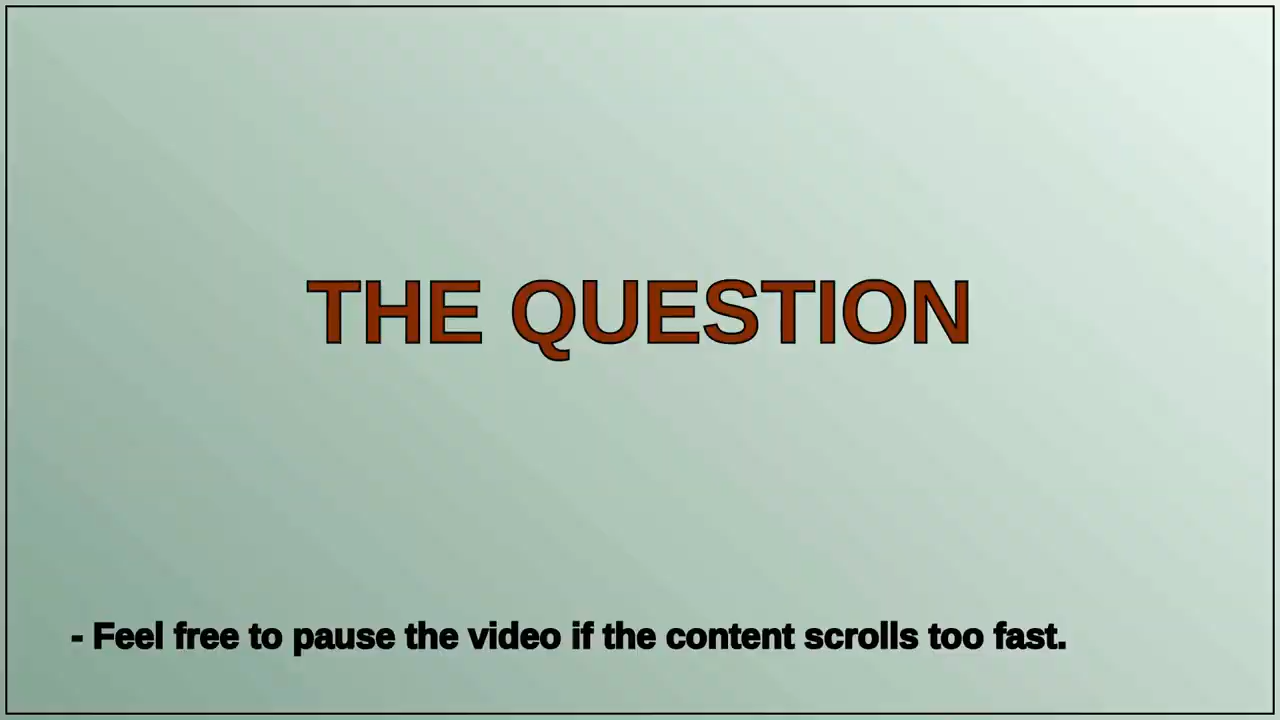 THE QUESTION
- Feel free to pause the video if the content scrolls too fast.